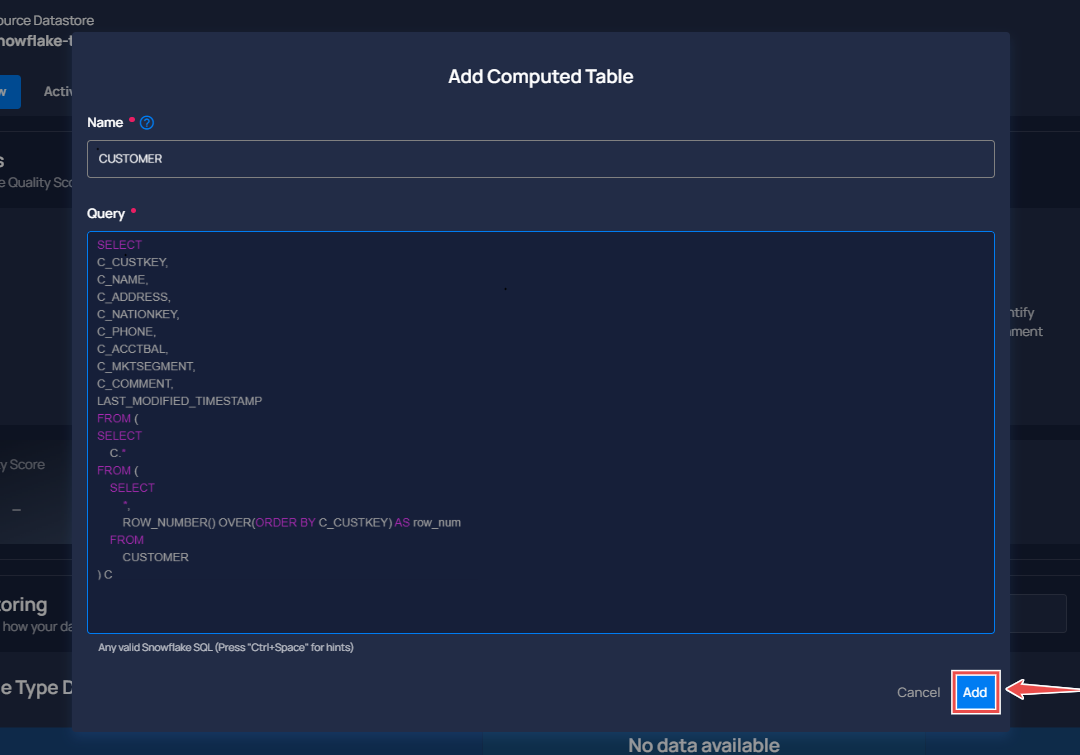 ource Datastore
nowflake-t
w
Activ
Add Computed Table
Name *
CUSTOMER
s
e Quality Sco
Query *
SELECT
C_CUSTKEY,
C_NAME,
C_ADDRESS,
C_NATIONKEY,
C_PHONE,
C_ACCTBAL,
C_MKTSEGMENT,
C_COMMENT,
LAST_MODIFIED_TIMESTAMP
FROM (
SELECT
C.*
FROM (
SELECT
*,
ROW_NUMBER() OVER(ORDER BY C_CUSTKEY) AS row_num
FROM
CUSTOMER
) C
ntify
nment
y Score
–
Any valid Snowflake SQL (Press "Ctrl+Space" for hints)
toring
how your da
e Type D
Cancel
Add
No data available